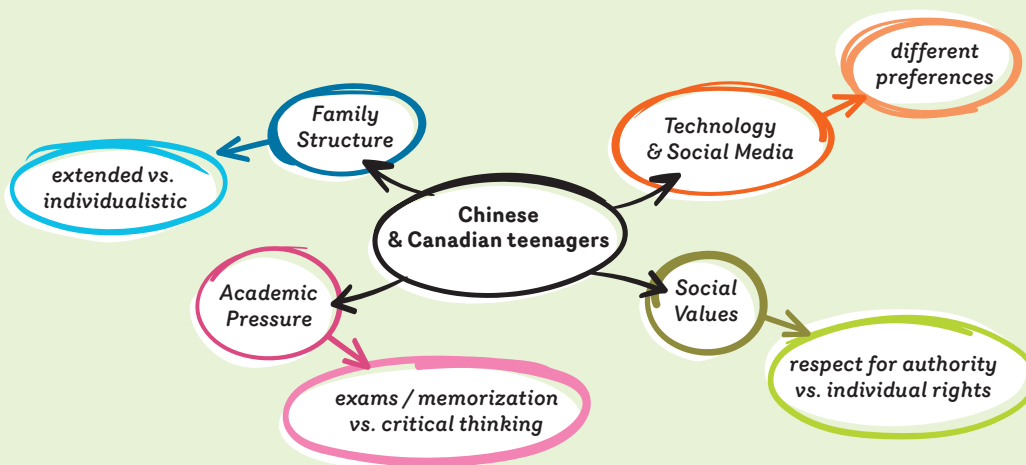 different
preferences
Family
Structure
Technology
& Social Media
extended vs.
individualistic
Chinese
& Canadian teenagers
Academic
Pressure
Social
Values
exams / memorization
vs. critical thinking
respect for authority
vs. individual rights